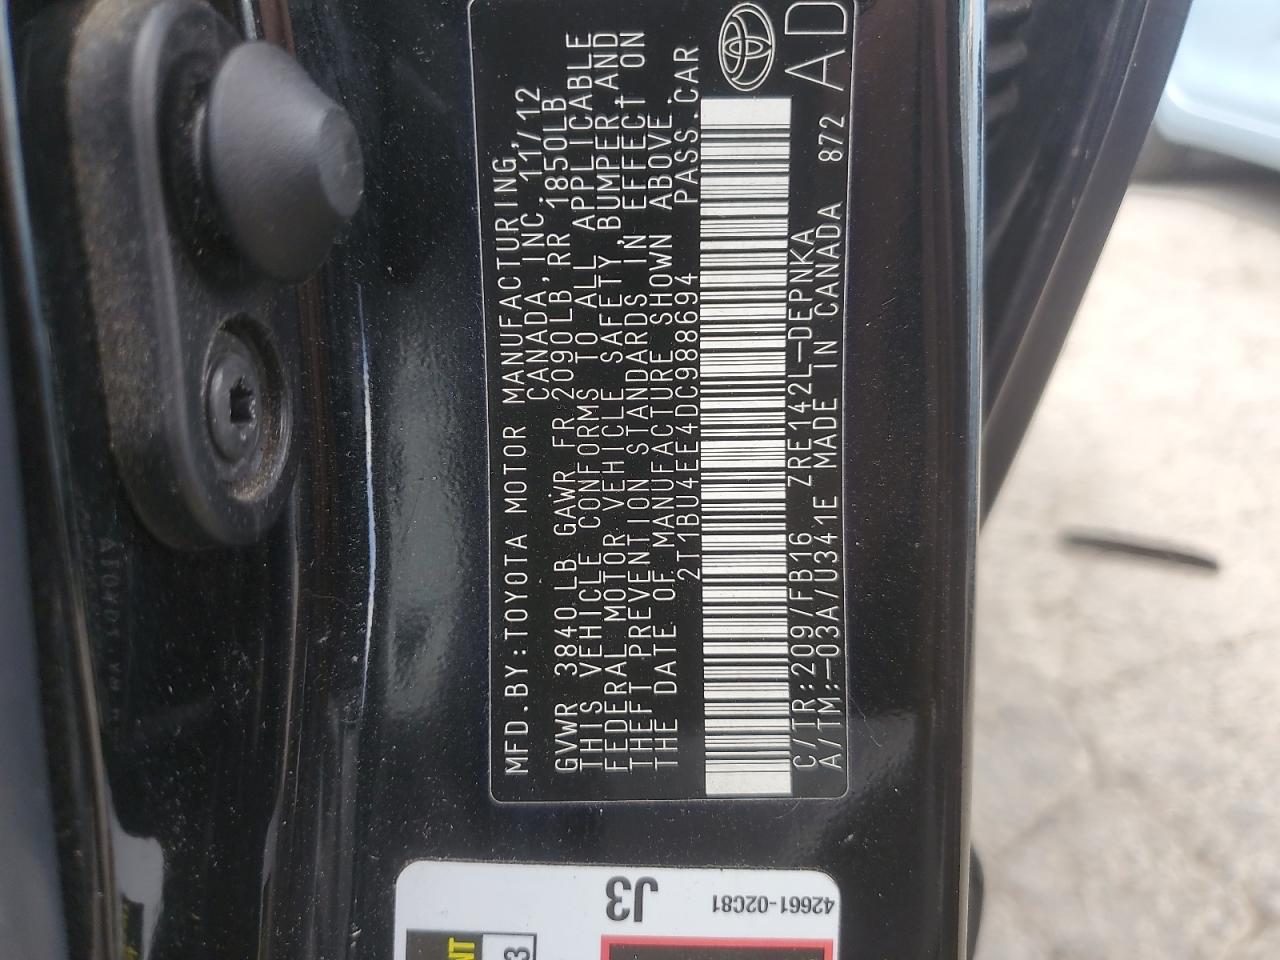 MFD.BY:TOYOTA MOTOR MANUFACTURING,
CANADA,INC. 11/12
GVWR 3840LB GAWR FR 2090LB,RR 1850LB
THIS VEHICLE CONFORMS TO ALL APPLICABLE
FEDERAL MOTOR VEHICLE SAFETY,BUMPER,AND
THEFT PREVENTION STANDARDS IN EFFECT ON
THE DATE OF MANUFACTURE SHOWN ABOVE.
2T1BU4EE4DC988694 PASS.CAR
C/TR:209/FB16 ZRE142L-DEPNKA
A/TM:-03A/U341E MADE IN CANADA 872
AD
J3
42661-02C81